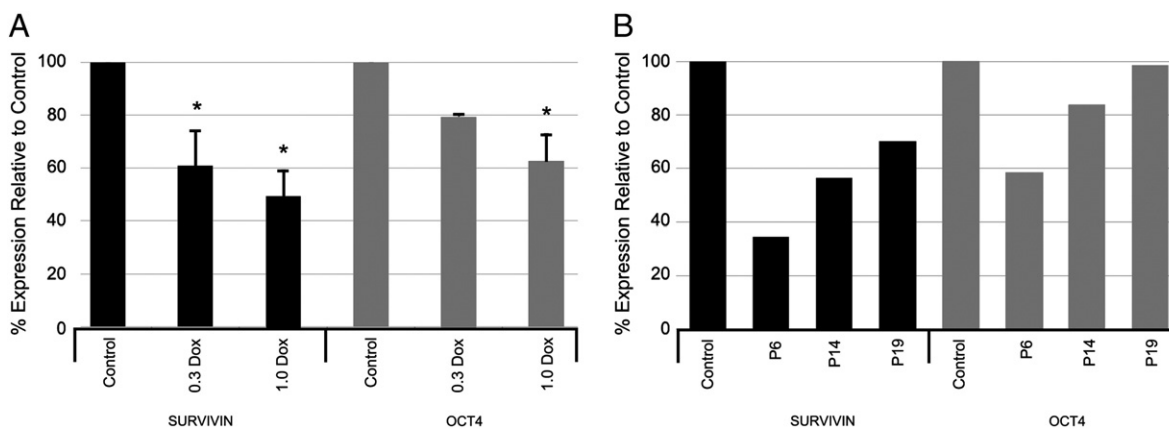 A
% Expression Relative to Control
100
80
60
40
20
0
*
*
*
Control
0.3 Dox
1.0 Dox
Control
0.3 Dox
1.0 Dox
SURVIVIN
OCT4
B
% Expression Relative to Control
100
80
60
40
20
0
Control
P6
P14
P19
Control
P6
P14
P19
SURVIVIN
OCT4